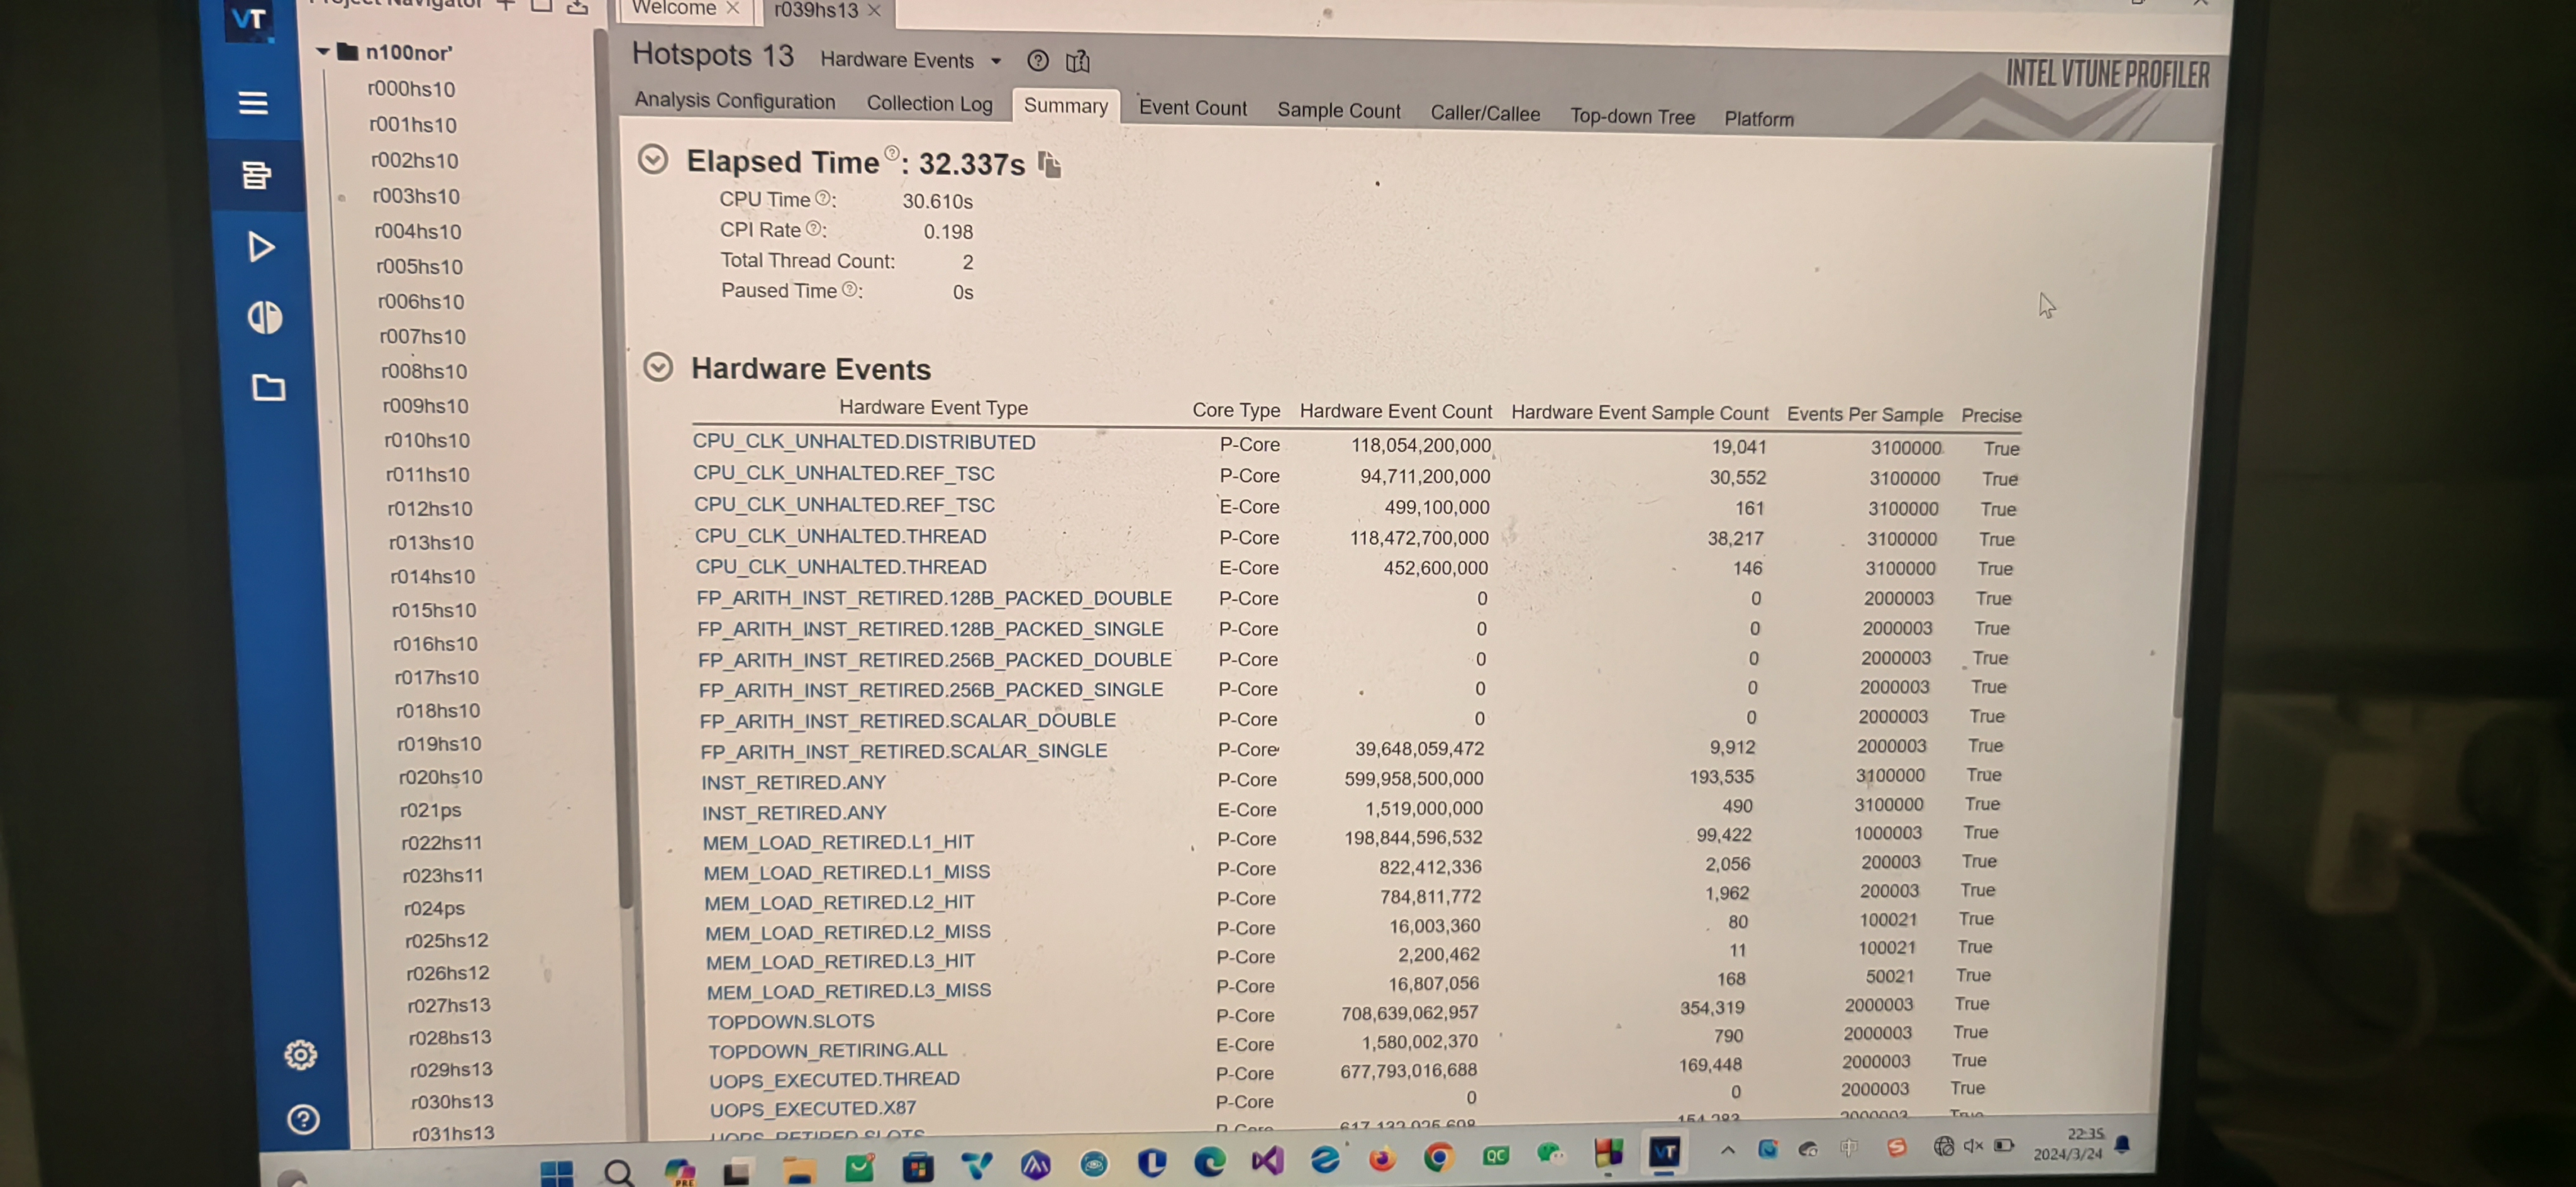 VT
Project Navigator
n100nor'
r000hs10
r001hs10
r002hs10
r003hs10
r004hs10
r005hs10
r006hs10
r007hs10
r008hs10
r009hs10
r010hs10
r011hs10
r012hs10
r013hs10
r014hs10
r015hs10
r016hs10
r017hs10
r018hs10
r019hs10
r020hs10
r021ps
r022hs11
r023hs11
r024ps
r025hs12
r026hs12
r027hs13
r028hs13
r029hs13
r030hs13
r031hs13
Welcome × r039hs13 ×
Hotspots 13 Hardware Events
INTEL VTUNE PROFILER
Analysis Configuration Collection Log Summary Event Count Sample Count Caller/Callee Top-down Tree Platform
Elapsed Time : 32.337s
CPU Time : 30.610s
CPI Rate : 0.198
Total Thread Count: 2
Paused Time : 0s
Hardware Events
Hardware Event Type Core Type Hardware Event Count Hardware Event Sample Count Events Per Sample Precise
CPU_CLK_UNHALTED.DISTRIBUTED P-Core 118,054,200,000 19,041 3100000 True
CPU_CLK_UNHALTED.REF_TSC P-Core 94,711,200,000 30,552 3100000 True
CPU_CLK_UNHALTED.REF_TSC E-Core 499,100,000 161 3100000 True
CPU_CLK_UNHALTED.THREAD P-Core 118,472,700,000 38,217 3100000 True
CPU_CLK_UNHALTED.THREAD E-Core 452,600,000 146 3100000 True
FP_ARITH_INST_RETIRED.128B_PACKED_DOUBLE P-Core 0 0 2000003 True
FP_ARITH_INST_RETIRED.128B_PACKED_SINGLE P-Core 0 0 2000003 True
FP_ARITH_INST_RETIRED.256B_PACKED_DOUBLE P-Core 0 0 2000003 True
FP_ARITH_INST_RETIRED.256B_PACKED_SINGLE P-Core 0 0 2000003 True
FP_ARITH_INST_RETIRED.SCALAR_DOUBLE P-Core 0 0 2000003 True
FP_ARITH_INST_RETIRED.SCALAR_SINGLE P-Core 39,648,059,472 9,912 2000003 True
INST_RETIRED.ANY P-Core 599,958,500,000 193,535 3100000 True
INST_RETIRED.ANY E-Core 1,519,000,000 490 3100000 True
MEM_LOAD_RETIRED.L1_HIT P-Core 198,844,596,532 99,422 1000003 True
MEM_LOAD_RETIRED.L1_MISS P-Core 822,412,336 2,056 200003 True
MEM_LOAD_RETIRED.L2_HIT P-Core 784,811,772 1,962 200003 True
MEM_LOAD_RETIRED.L2_MISS P-Core 16,003,360 80 100021 True
MEM_LOAD_RETIRED.L3_HIT P-Core 2,200,462 11 100021 True
MEM_LOAD_RETIRED.L3_MISS P-Core 16,807,056 168 50021 True
TOPDOWN.SLOTS P-Core 708,639,062,957 354,319 2000003 True
TOPDOWN_RETIRING.ALL E-Core 1,580,002,370 790 2000003 True
UOPS_EXECUTED.THREAD P-Core 677,793,016,688 169,448 2000003 True
UOPS_EXECUTED.X87 P-Core 0 0 2000003 True
UOPS_RETIRED.SLOTS P-Core 2000003 True
PRE
QC
VT
中
22:35
2024/3/24